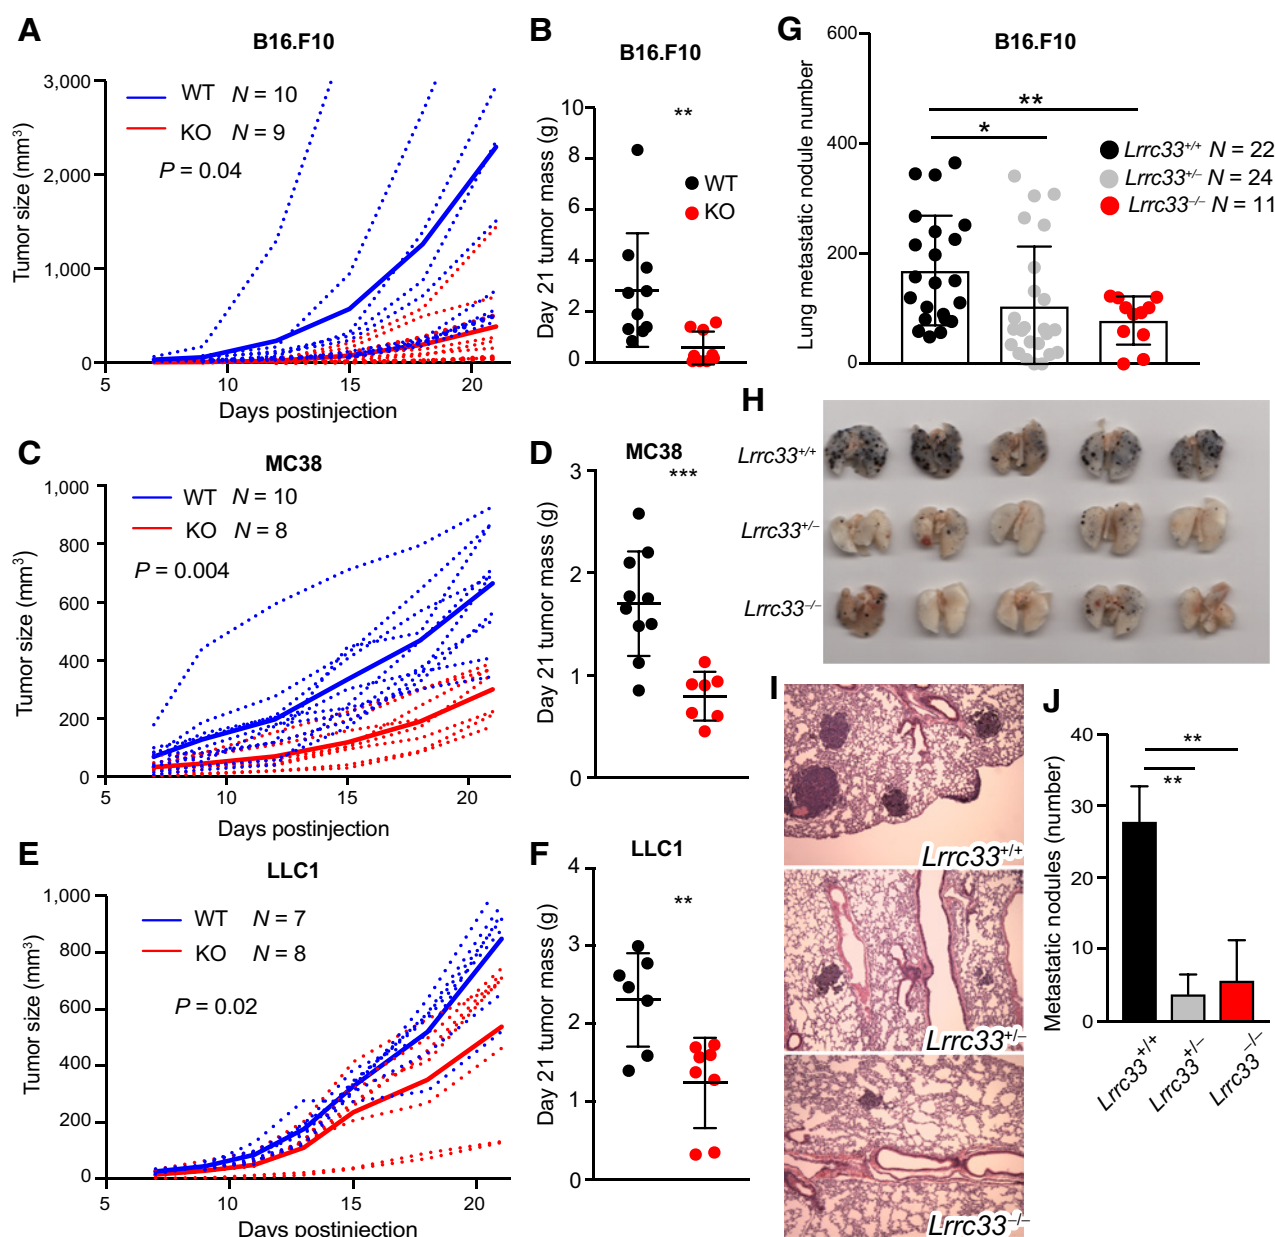 A
B16.F10
3,000
2,000
1,000
0
Tumor size (mm³)
WT N = 10
KO N = 9
P = 0.04
10
15
20
Days postinjection
B
B16.F10
10
8
6
4
2
0
Day 21 tumor mass (g)
**
WT
KO
G
B16.F10
600
400
200
0
Lung metastatic nodule number
**
*
Lrrc33+/+ N = 22
Lrrc33+/– N = 24
Lrrc33–/– N = 11
H
Lrrc33+/+
Lrrc33+/–
Lrrc33–/–
C
MC38
1,000
800
600
400
200
0
Tumor size (mm³)
WT N = 10
KO N = 8
P = 0.004
5
10
15
20
Days postinjection
D
MC38
3
2
1
0
Day 21 tumor mass (g)
***
I
Lrrc33+/+
Lrrc33+/–
Lrrc33–/–
J
40
30
20
10
0
Metastatic nodules (number)
**
**
Lrrc33+/+
Lrrc33+/–
Lrrc33–/–
E
LLC1
1,000
800
600
400
200
0
Tumor size (mm³)
WT N = 7
KO N = 8
P = 0.02
5
10
15
20
Days postinjection
F
LLC1
4
3
2
1
0
Day 21 tumor mass (g)
**
5